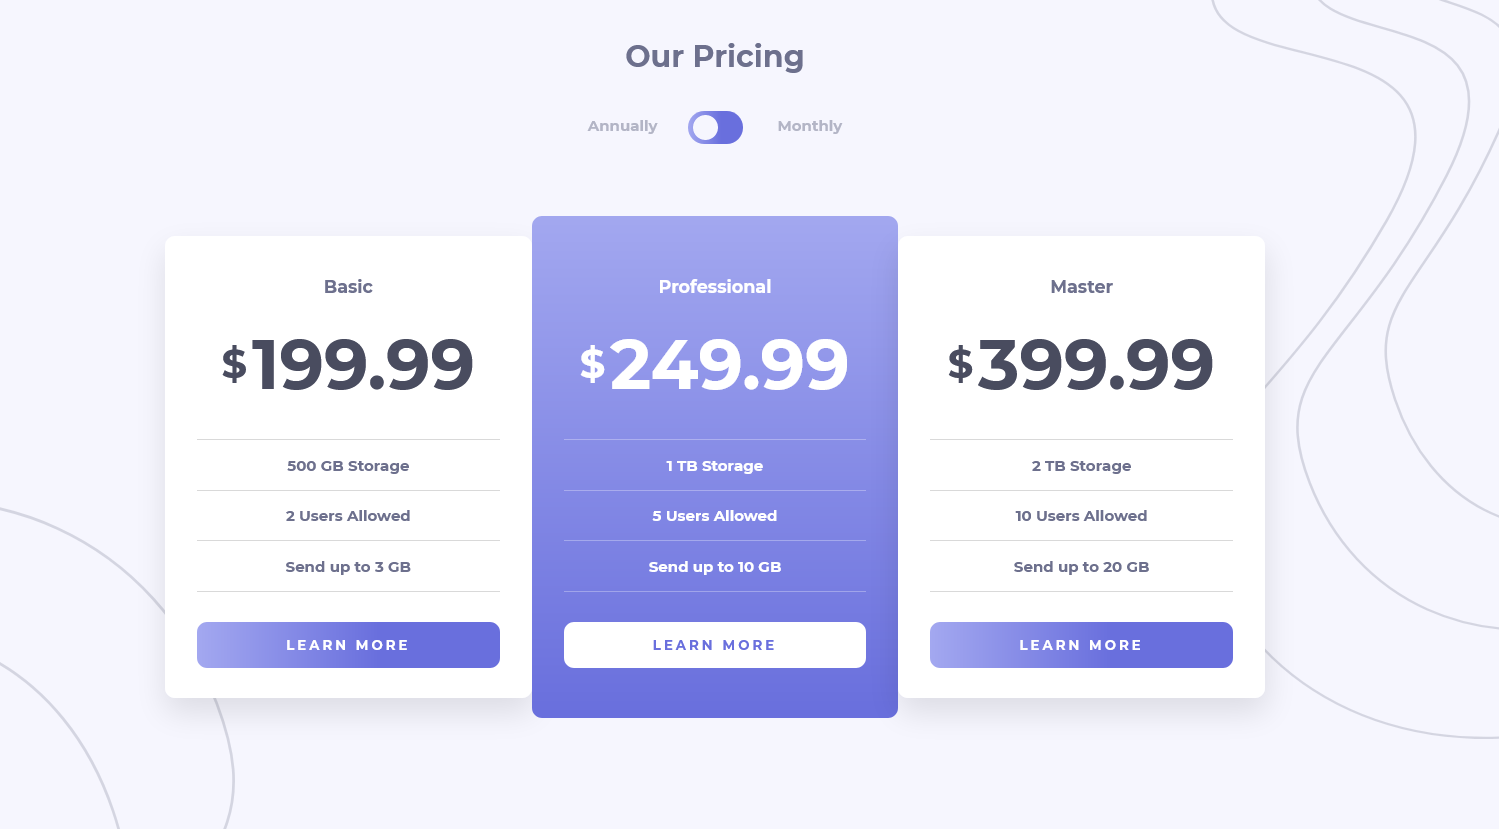 Our Pricing
Annually Monthly
Basic
$199.99
500 GB Storage
2 Users Allowed
Send up to 3 GB
LEARN MORE
Professional
$249.99
1 TB Storage
5 Users Allowed
Send up to 10 GB
LEARN MORE
Master
$399.99
2 TB Storage
10 Users Allowed
Send up to 20 GB
LEARN MORE